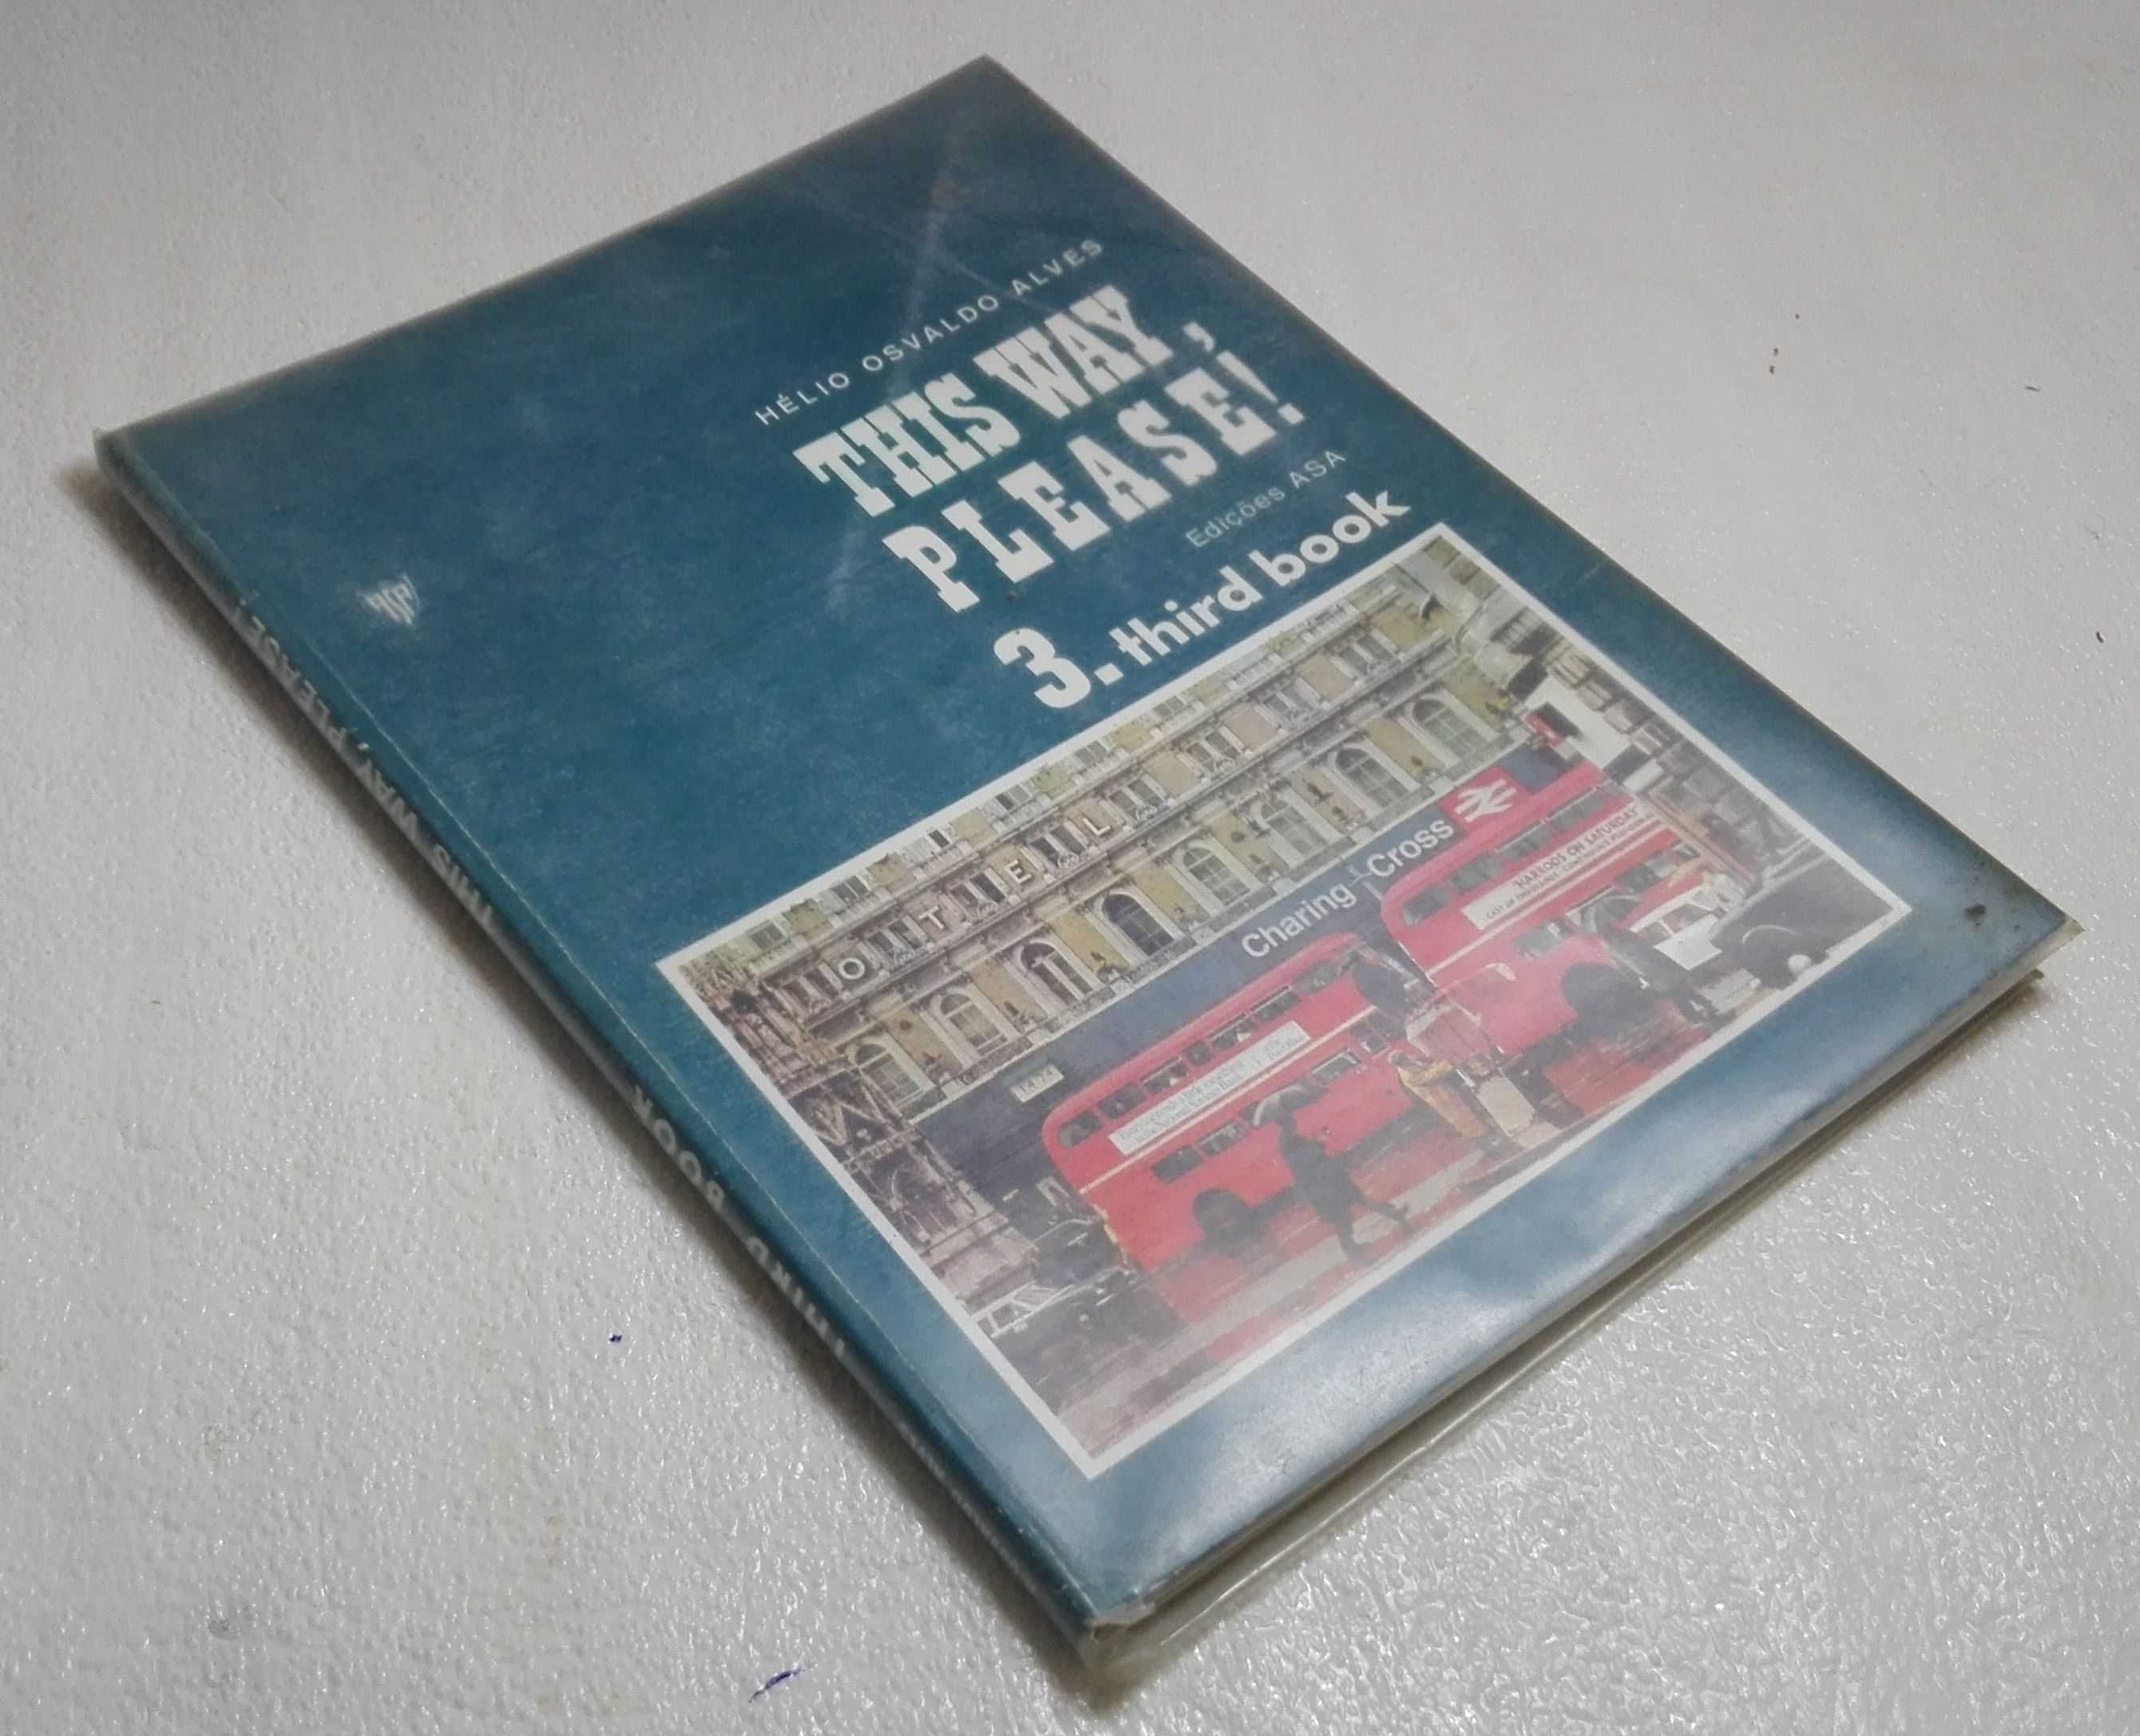 HÉLIO OSVALDO ALVES
THIS WAY,
PLEASE!
Edições ASA
3. third book
OTEL
Charing Cross
HARRODS ON SATURDAY
THIS WAY, PLEASE!
THIRD BOOK